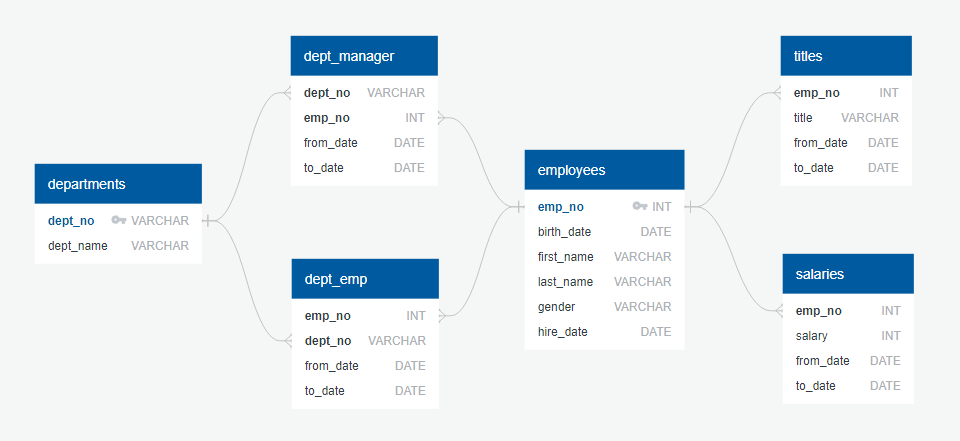 departments
dept_no VARCHAR
dept_name VARCHAR
dept_manager
dept_no VARCHAR
emp_no INT
from_date DATE
to_date DATE
dept_emp
emp_no INT
dept_no VARCHAR
from_date DATE
to_date DATE
employees
emp_no INT
birth_date DATE
first_name VARCHAR
last_name VARCHAR
gender VARCHAR
hire_date DATE
titles
emp_no INT
title VARCHAR
from_date DATE
to_date DATE
salaries
emp_no INT
salary INT
from_date DATE
to_date DATE